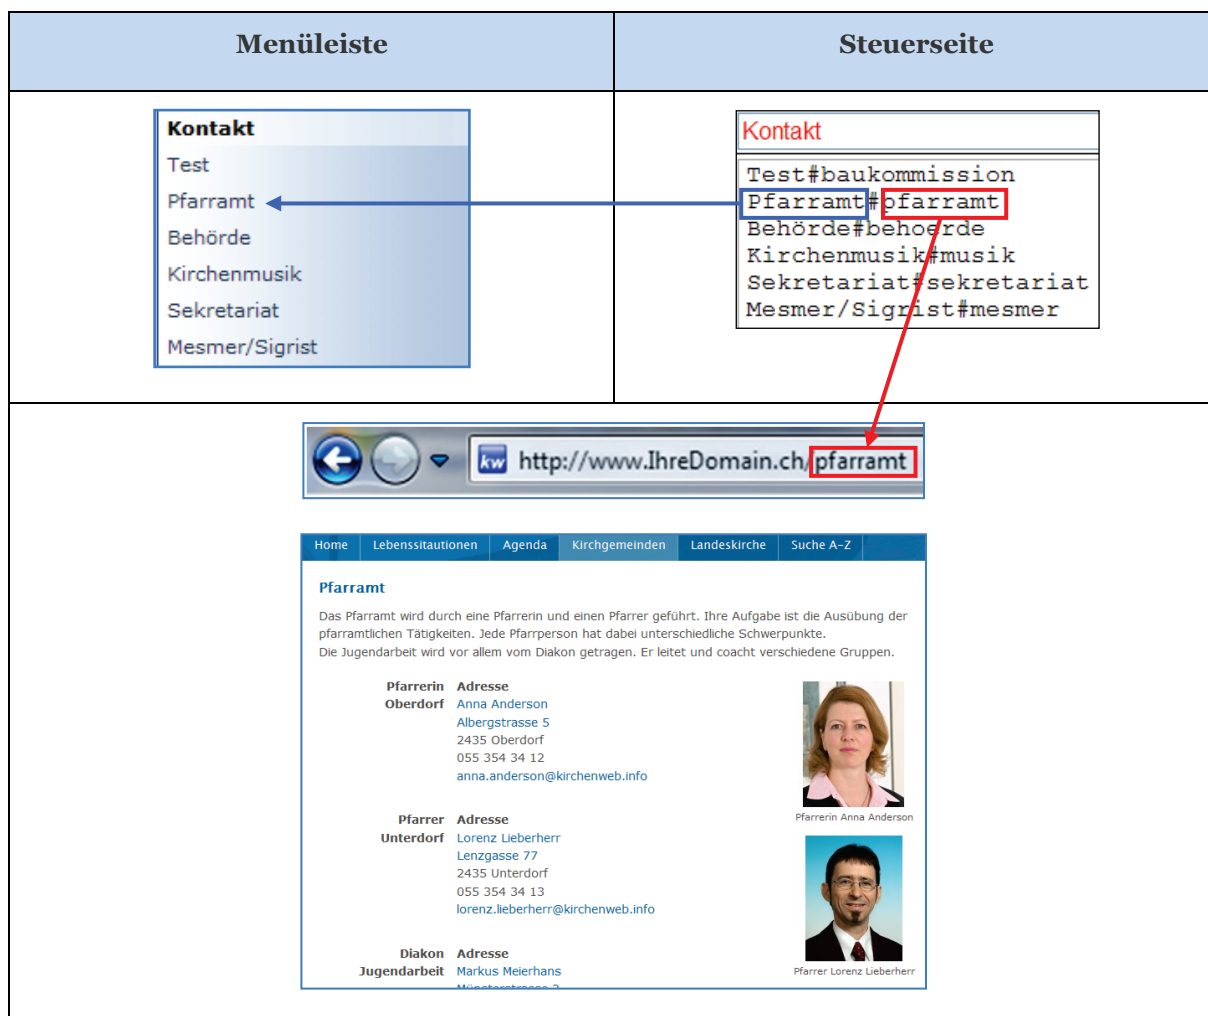 Menüleiste
Steuerseite
Kontakt
Test
Pfarramt
Behörde
Kirchenmusik
Sekretariat
Mesmer/Sigrist
Kontakt
Test#baukommission
Pfarramt#pfarramt
Behörde#behoerde
Kirchenmusik#musik
Sekretariat#sekretariat
Mesmer/Sigrist#mesmer
kw http://www.IhreDomain.ch/pfarramt
Home Lebenssitautionen Agenda Kirchgemeinden Landeskirche Suche A-Z
Pfarramt
Das Pfarramt wird durch eine Pfarrerin und einen Pfarrer geführt. Ihre Aufgabe ist die Ausübung der
pfarramtlichen Tätigkeiten. Jede Pfarrperson hat dabei unterschiedliche Schwerpunkte.
Die Jugendarbeit wird vor allem vom Diakon getragen. Er leitet und coacht verschiedene Gruppen.
Pfarrerin Adresse
Oberdorf Anna Anderson
Albergstrasse 5
2435 Oberdorf
055 354 34 12
anna.anderson@kirchenweb.info
Pfarrerin Anna Anderson
Pfarrer Adresse
Unterdorf Lorenz Lieberherr
Lenzgasse 77
2435 Unterdorf
055 354 34 13
lorenz.lieberherr@kirchenweb.info
Pfarrer Lorenz Lieberherr
Diakon Adresse
Jugendarbeit Markus Meierhans